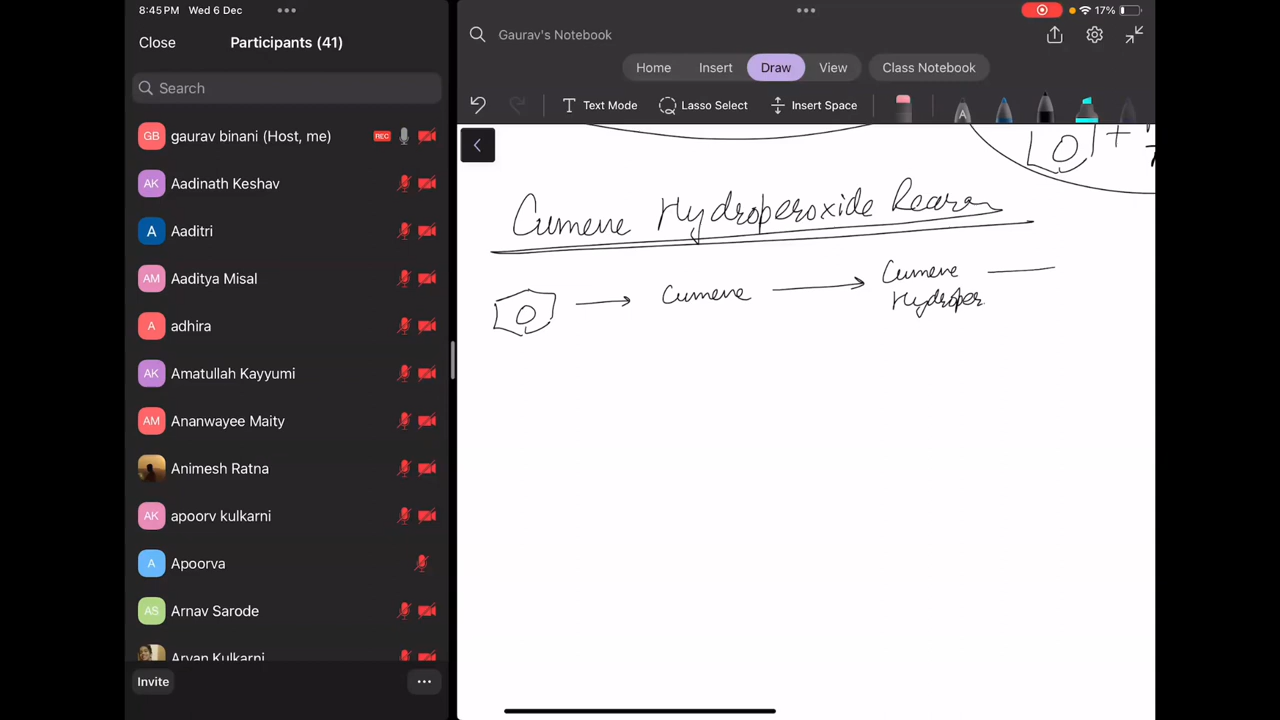 8:45 PM Wed 6 Dec
17%
Close
Participants (41)
Search
GB gaurav binani (Host, me) REC
AK Aadinath Keshav
A Aaditri
AM Aaditya Misal
A adhira
AK Amatullah Kayyumi
AM Ananwayee Maity
Animesh Ratna
AK apoorv kulkarni
A Apoorva
AS Arnav Sarode
Aryan Kulkarni
Invite
Gaurav's Notebook
Home Insert Draw View Class Notebook
Text Mode Lasso Select Insert Space
A
Cumene Hydroperoxide Rearn
Cumene
Cumene
Hydroper